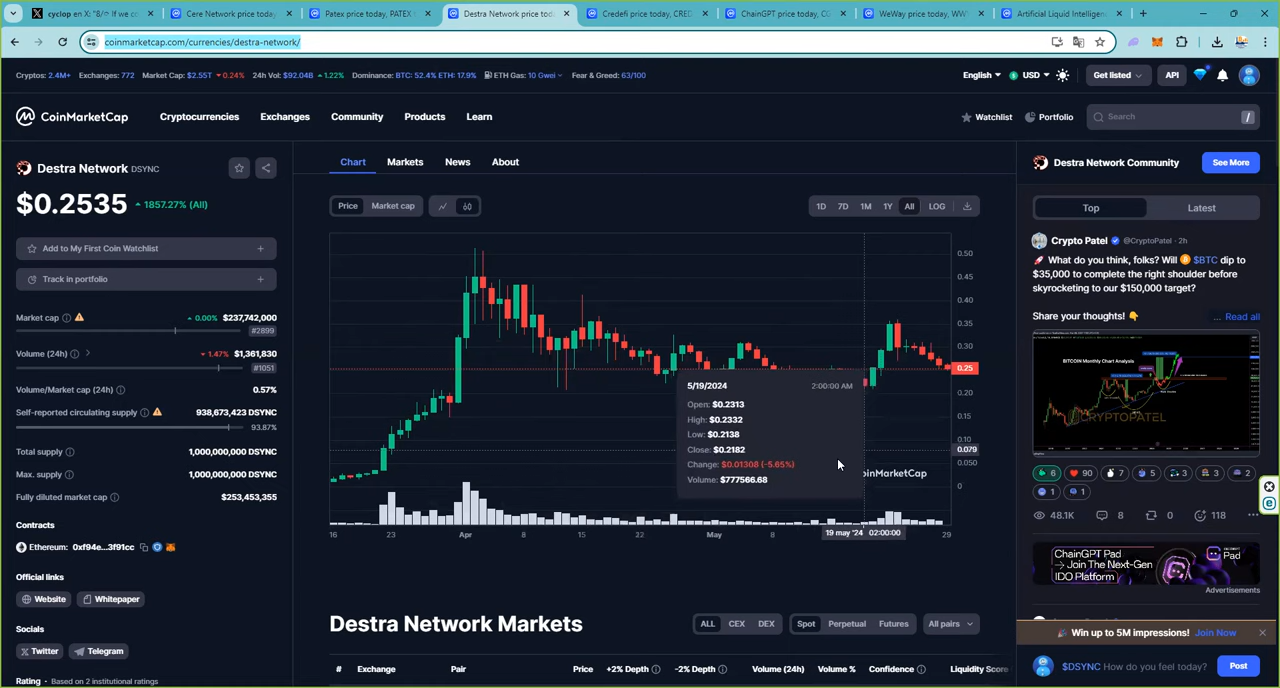 cyclop en X: "8/ If we co
Cere Network price today
Patex price today, PATEX
Destra Network price tod
Credefi price today, CRED
ChainGPT price today, CG
WeWay price today, WW
Artificial Liquid Intelligenc
coinmarketcap.com/currencies/destra-network/
Cryptos: 2.4M+ Exchanges: 772 Market Cap: $2.55T 0.24% 24h Vol: $92.04B 1.22% Dominance: BTC: 52.4% ETH: 17.9% ETH Gas: 10 Gwei Fear & Greed: 63/100
English USD Get listed API
CoinMarketCap Cryptocurrencies Exchanges Community Products Learn
Watchlist Portfolio Search /
Destra Network DSYNC
$0.2535 1857.27% (All)
Add to My First Coin Watchlist +
Track in portfolio +
Market cap 0.00% $237,742,000
#2899
Volume (24h) 1.47% $1,361,830
#1051
Volume/Market cap (24h) 0.57%
Self-reported circulating supply 938,673,423 DSYNC
93.87%
Total supply 1,000,000,000 DSYNC
Max. supply 1,000,000,000 DSYNC
Fully diluted market cap $253,453,355
Contracts
Ethereum: 0xf94e...3f91cc
Official links
Website Whitepaper
Socials
Twitter Telegram
Rating · Based on 2 institutional ratings
Chart Markets News About
Price Market cap
1D 7D 1M 1Y All LOG
0.50
0.45
0.40
0.35
0.30
0.25
0.20
0.15
0.10
0.079
0.050
0
5/19/2024 2:00:00 AM
Open: $0.2313
High: $0.2332
Low: $0.2138
Close: $0.2182
Change: $0.01308 (-5.65%)
Volume: $777566.68
oinMarketCap
16 23 Apr 8 15 22 May 8 19 may '24 02:00:00 29
Destra Network Markets
ALL CEX DEX Spot Perpetual Futures All pairs
# Exchange Pair Price +2% Depth -2% Depth Volume (24h) Volume % Confidence Liquidity Score
Destra Network Community See More
Top Latest
Crypto Patel @CryptoPatel · 2h
🚀 What do you think, folks? Will $BTC dip to
$35,000 to complete the right shoulder before
skyrocketing to our $150,000 target?
Share your thoughts! 👇 ... Read all
BITCOIN Monthly Chart Analysis
CRYPTOPATEL
6 90 7 5 3 3 2
1 1
48.1K 8 0 118
ChainGPT Pad
→ Join The Next-Gen
IDO Platform
Pad
Advertisements
🎉 Win up to 5M impressions! Join Now
$DSYNC How do you feel today? Post